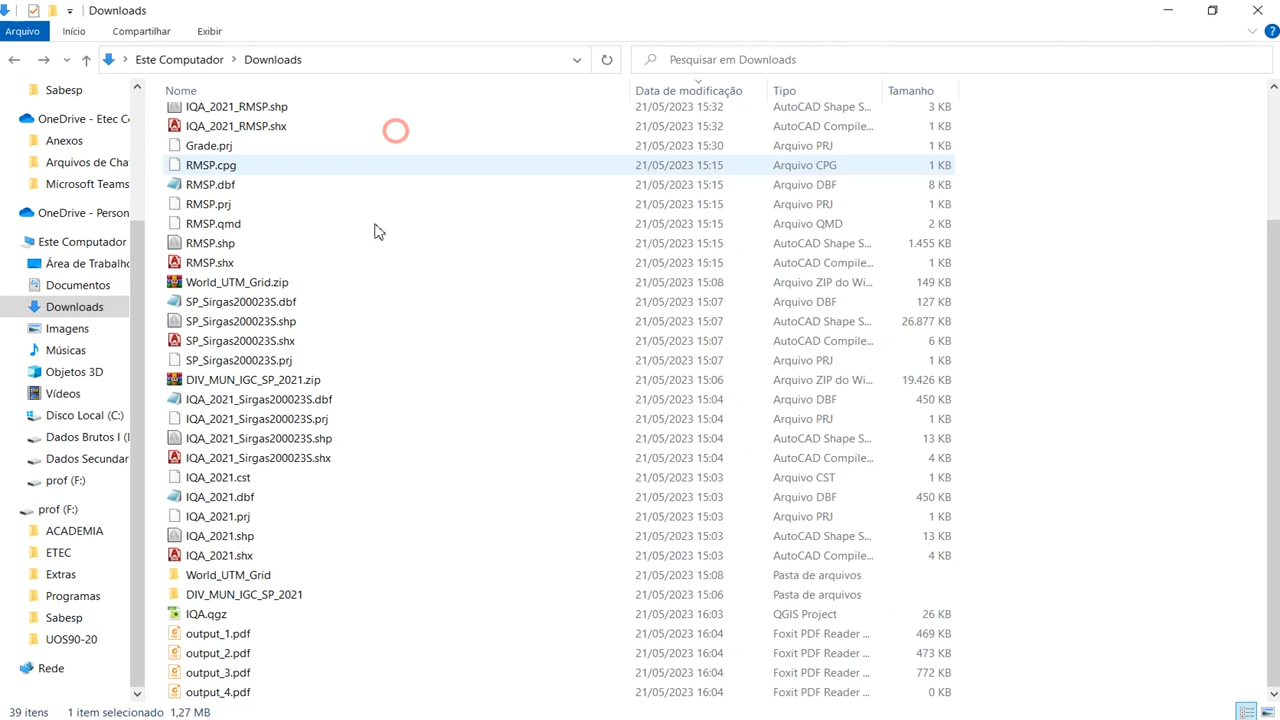 Downloads
Arquivo Início Compartilhar Exibir
Este Computador > Downloads Pesquisar em Downloads
Nome Data de modificação Tipo Tamanho
Sabesp
OneDrive - Etec Ce
Anexos
Arquivos de Cha
Microsoft Teams
OneDrive - Person
Este Computador
Área de Trabalho
Documentos
Downloads
Imagens
Músicas
Objetos 3D
Vídeos
Disco Local (C:)
Dados Brutos I (
Dados Secundar
prof (F:)
prof (F:)
ACADEMIA
ETEC
Extras
Programas
Sabesp
UOS90-20
Rede
IQA_2021_RMSP.shp 21/05/2023 15:32 AutoCAD Shape S... 3 KB
IQA_2021_RMSP.shx 21/05/2023 15:32 AutoCAD Compile... 1 KB
Grade.prj 21/05/2023 15:30 Arquivo PRJ 1 KB
RMSP.cpg 21/05/2023 15:15 Arquivo CPG 1 KB
RMSP.dbf 21/05/2023 15:15 Arquivo DBF 8 KB
RMSP.prj 21/05/2023 15:15 Arquivo PRJ 1 KB
RMSP.qmd 21/05/2023 15:15 Arquivo QMD 2 KB
RMSP.shp 21/05/2023 15:15 AutoCAD Shape S... 1.455 KB
RMSP.shx 21/05/2023 15:15 AutoCAD Compile... 1 KB
World_UTM_Grid.zip 21/05/2023 15:08 Arquivo ZIP do Wi... 149 KB
SP_Sirgas200023S.dbf 21/05/2023 15:07 Arquivo DBF 127 KB
SP_Sirgas200023S.shp 21/05/2023 15:07 AutoCAD Shape S... 26.877 KB
SP_Sirgas200023S.shx 21/05/2023 15:07 AutoCAD Compile... 6 KB
SP_Sirgas200023S.prj 21/05/2023 15:07 Arquivo PRJ 1 KB
DIV_MUN_IGC_SP_2021.zip 21/05/2023 15:06 Arquivo ZIP do Wi... 19.426 KB
IQA_2021_Sirgas200023S.dbf 21/05/2023 15:04 Arquivo DBF 450 KB
IQA_2021_Sirgas200023S.prj 21/05/2023 15:04 Arquivo PRJ 1 KB
IQA_2021_Sirgas200023S.shp 21/05/2023 15:04 AutoCAD Shape S... 13 KB
IQA_2021_Sirgas200023S.shx 21/05/2023 15:04 AutoCAD Compile... 4 KB
IQA_2021.cst 21/05/2023 15:03 Arquivo CST 1 KB
IQA_2021.dbf 21/05/2023 15:03 Arquivo DBF 450 KB
IQA_2021.prj 21/05/2023 15:03 Arquivo PRJ 1 KB
IQA_2021.shp 21/05/2023 15:03 AutoCAD Shape S... 13 KB
IQA_2021.shx 21/05/2023 15:03 AutoCAD Compile... 4 KB
World_UTM_Grid 21/05/2023 15:08 Pasta de arquivos
DIV_MUN_IGC_SP_2021 21/05/2023 15:06 Pasta de arquivos
IQA.qgz 21/05/2023 16:03 QGIS Project 26 KB
output_1.pdf 21/05/2023 16:04 Foxit PDF Reader ... 469 KB
output_2.pdf 21/05/2023 16:04 Foxit PDF Reader ... 473 KB
output_3.pdf 21/05/2023 16:04 Foxit PDF Reader ... 772 KB
output_4.pdf 21/05/2023 16:04 Foxit PDF Reader ... 0 KB
39 itens 1 item selecionado 1,27 MB